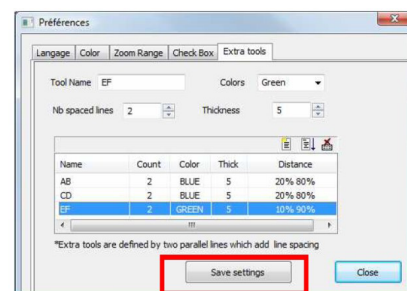 Préférences
Langage Color Zoom Range Check Box Extra tools
Tool Name EF Colors Green
Nb spaced lines 2 Thickness 5
Name Count Color Thick Distance
AB 2 BLUE 5 20% 80%
CD 2 BLUE 5 20% 80%
EF 2 GREEN 5 10% 90%
*Extra tools are defined by two parallel lines which add line spacing
Save settings Close